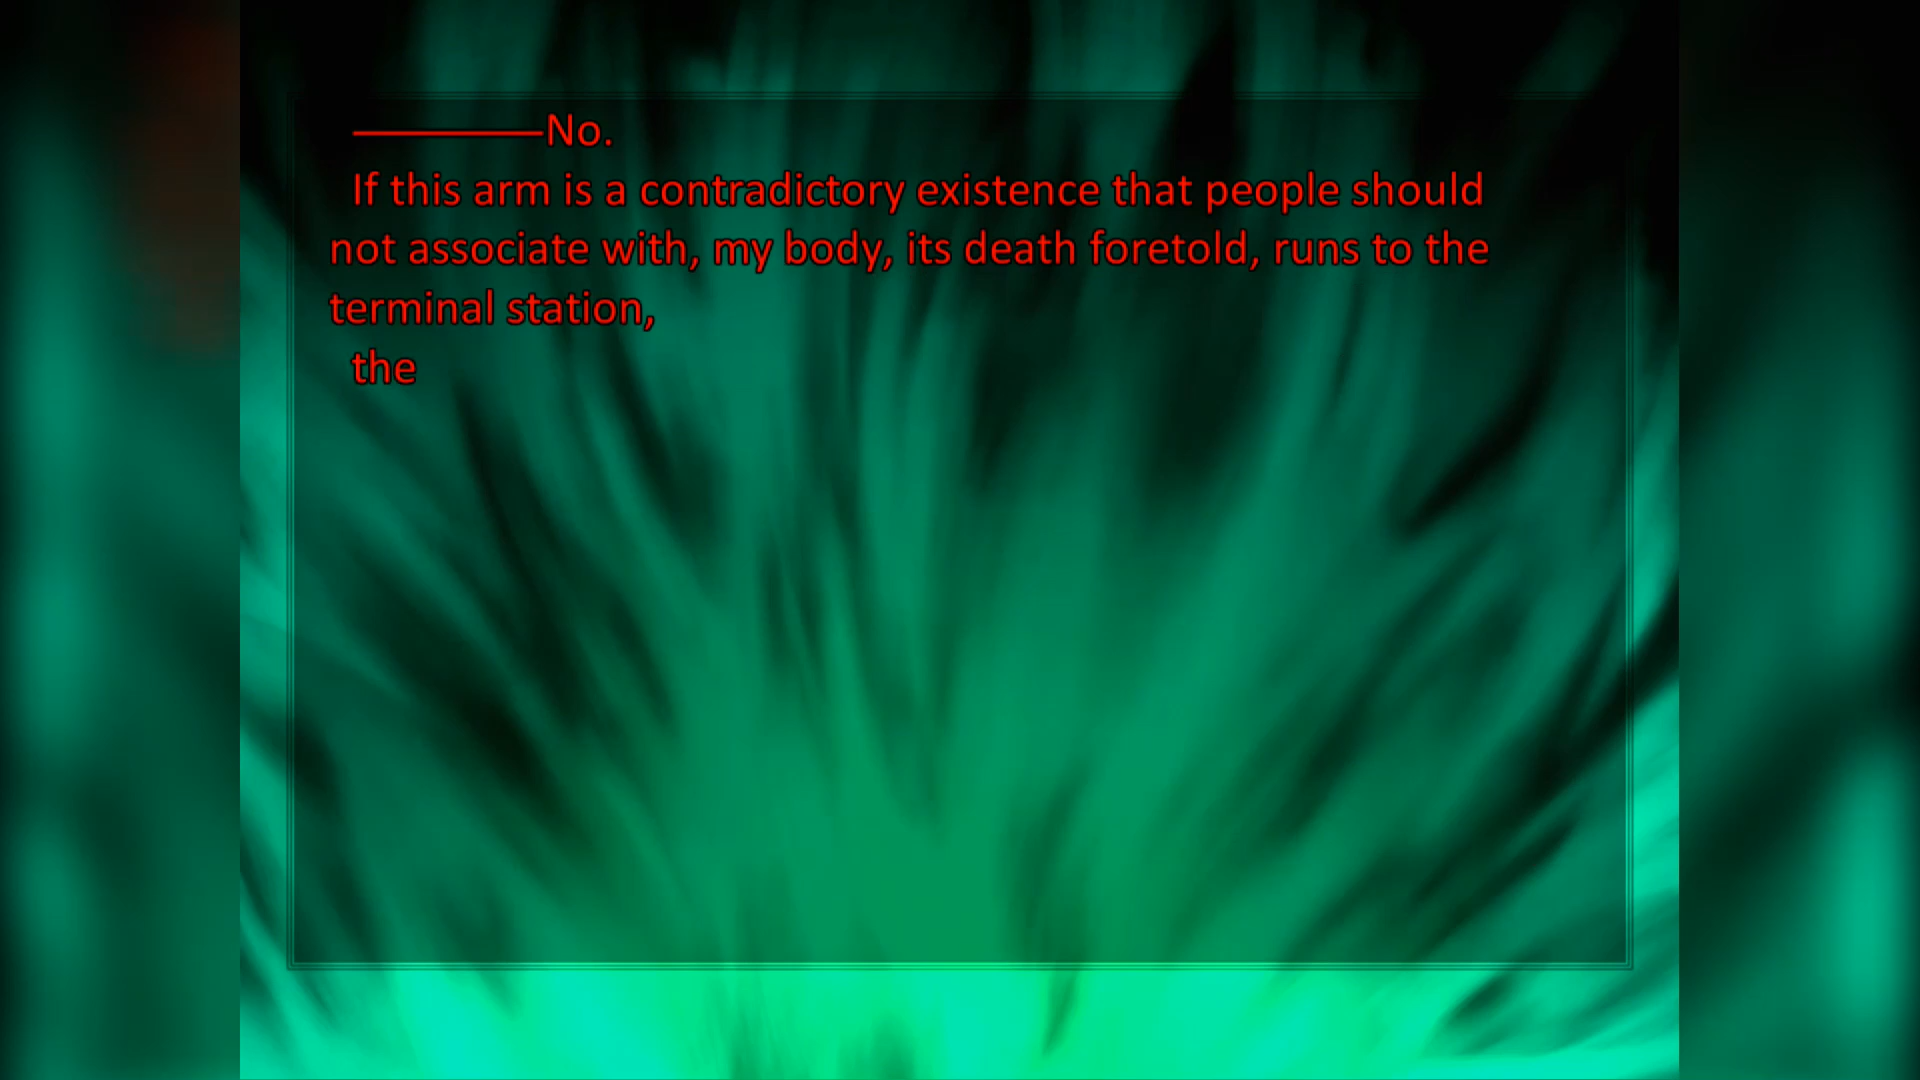 ————————No.
If this arm is a contradictory existence that people should
not associate with, my body, its death foretold, runs to the
terminal station,
the